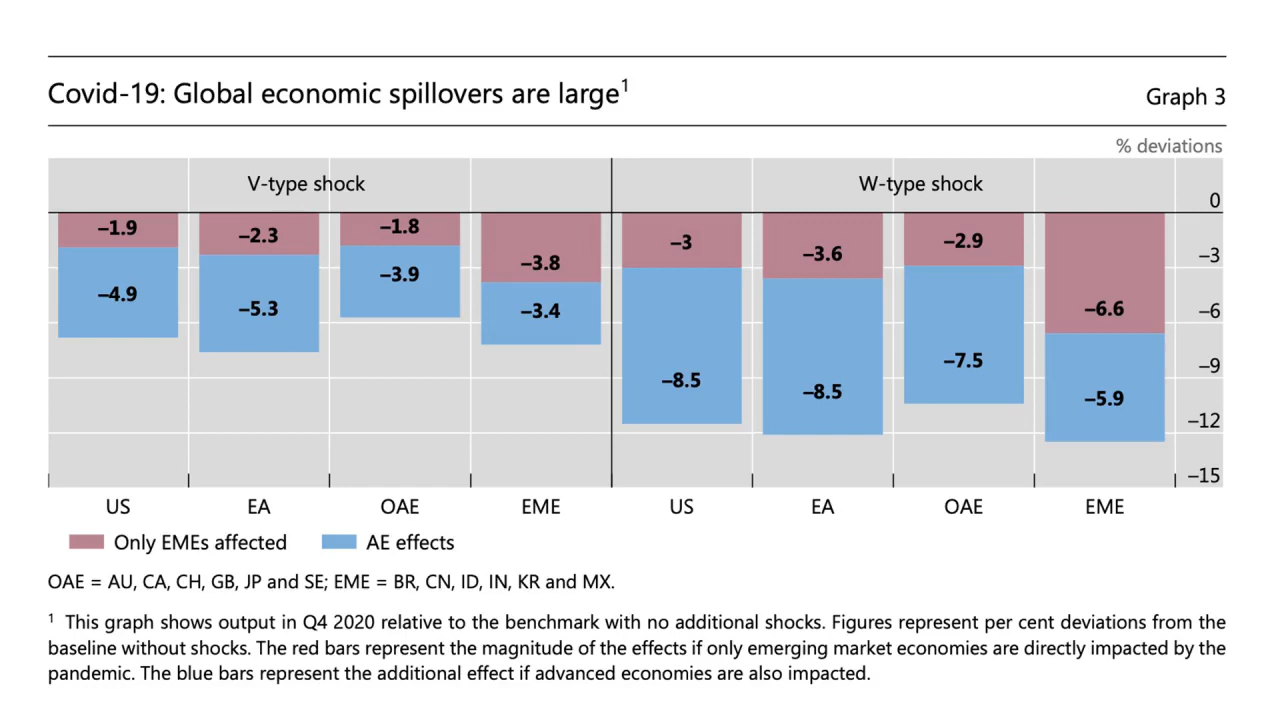 Covid-19: Global economic spillovers are large1
Graph 3
% deviations
V-type shock
W-type shock
0
–3
–6
–9
–12
–15
–1.9
–2.3
–1.8
–3.8
–3
–3.6
–2.9
–6.6
–4.9
–5.3
–3.9
–3.4
–8.5
–8.5
–7.5
–5.9
US
EA
OAE
EME
US
EA
OAE
EME
Only EMEs affected
AE effects
OAE = AU, CA, CH, GB, JP and SE; EME = BR, CN, ID, IN, KR and MX.
1 This graph shows output in Q4 2020 relative to the benchmark with no additional shocks. Figures represent per cent deviations from the
baseline without shocks. The red bars represent the magnitude of the effects if only emerging market economies are directly impacted by the
pandemic. The blue bars represent the additional effect if advanced economies are also impacted.